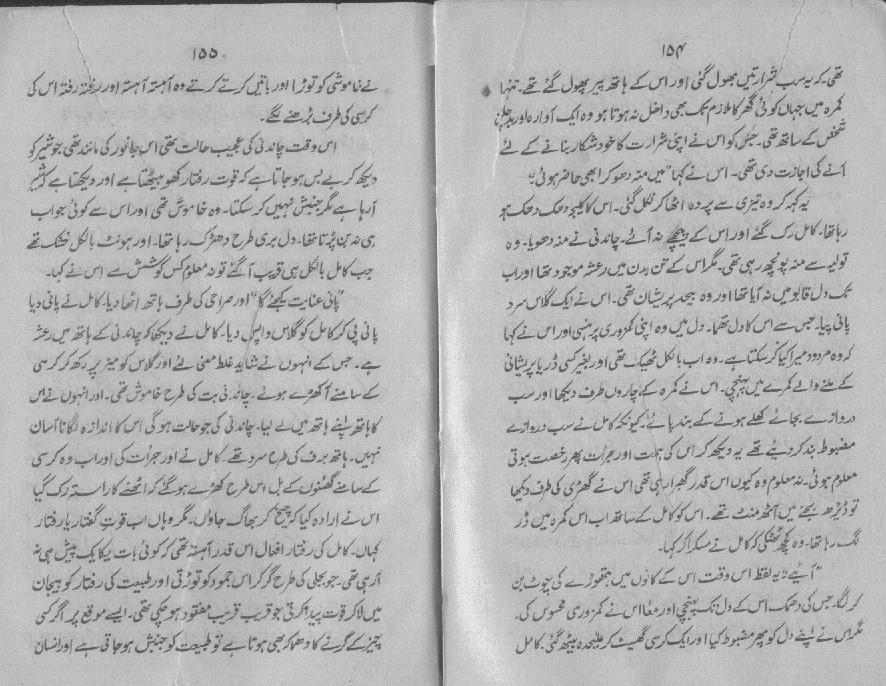 ۱۵۴
تھی۔ کہ یہ سب شرارتیں بھول گئی اور اس کے ہاتھ پیر پھول گئے تھے۔ تنہا
کمرہ میں جہاں کوئی گھر کا ملازم تک بھی داخل نہ ہوتا ہو وہ ایک آوارہ اور بدچلن
شخص کے ساتھ تھی۔ جس کو اس نے اپنی شرارت کا خود شکار بنانے کے لئے
آنے کی اجازت دی تھی۔ اس نے کہا "میں منہ دھو کر ابھی حاضر ہوئی"
یہ کہہ کر وہ تیزی سے پردہ اٹھا کر نکل گئی۔ اس کا کلیجہ دھک دھک ہو
رہا تھا۔ کامل رک گئے اور اس کے پیچھے نہ آئے۔ چاندنی نے منہ دھویا۔ وہ
تولیہ سے منہ پونچھ رہی تھی۔ مگر اس کے تن بدن میں رعشہ موجود تھا اور اب
تک دل قابو میں نہ آیا تھا اور وہ بیحد پریشان تھی۔ اس نے ایک گلاس سرد
پانی پیا۔ جس سے اس کا دل تھما۔ دل میں وہ اپنی کمزوری پر ہنسی اور اس نے کہا
کہ وہ مردود میرا کیا کر سکتا ہے۔ وہ اب بالکل ٹھیک تھی اور بغیر کسی ڈر یا پریشانی
کے ملنے والے کمرے میں پہنچی۔ اس نے کمرہ کے چاروں طرف دیکھا اور سب
دروازے بجائے کھلے ہونے کے بند پائے۔ کیونکہ کامل نے سب دروازے
مضبوط بند کر دیئے تھے یہ دیکھ کر اس کی ہمت اور جرأت پھر رخصت ہوتی
معلوم ہوئی۔ نہ معلوم وہ کیوں اس قدر گھبرا رہی تھی اس نے گھڑی کی طرف دیکھا
تو ڈیڑھ بجنے میں آٹھ منٹ تھے۔ اس کو کامل کے ساتھ اب اس کمرہ میں ڈر
لگ رہا تھا۔ وہ کچھ ٹھٹکی کہ کامل نے مسکرا کر کہا۔
"آیئے" یہ لفظ اس وقت اس کے کانوں میں ہتھوڑے کی چوٹ بن
کر لگا۔ جس کی دھمک اس کے دل تک پہنچی اور معاً اس نے کمزوری محسوس کی۔
مگر اس نے اپنے دل کو پھر مضبوط کیا اور ایک کرسی گھسیٹ کر علیحدہ بیٹھ گئی۔ کامل
۱۵۵
نے خاموشی کو توڑا اور باتیں کرتے کرتے وہ آہستہ آہستہ اور رفتہ رفتہ اس کی
کرسی کی طرف بڑھنے لگے۔
اس وقت چاندنی کی عجیب حالت تھی اس جانور کی مانند تھی جو شیر کو
دیکھ کر بے بس ہو جاتا ہے کہ قوت رفتار کھو بیٹھتا ہے اور دیکھتا ہے کہ شیر
آرہا ہے مگر جنبش نہیں کر سکتا۔ وہ خاموش تھی اور اس سے کوئی جواب
ہی نہ بن پڑتا تھا۔ دل بری طرح دھڑک رہا تھا۔ اور ہونٹ بالکل خشک تھے
جب کامل بالکل ہی قریب آگئے تو نہ معلوم کس کوشش سے اس نے کہا۔
"پانی عنایت کیجئے گا" اور صراحی کی طرف ہاتھ اٹھا دیا۔ کامل نے پانی دیا
پانی پی کر کامل کو گلاس واپس دیا۔ کامل نے دیکھا کہ چاندنی کے ہاتھ میں رعشہ
ہے۔ جس کے انہوں نے شاید غلط معنی لئے اور گلاس کو میز پر رکھ کر کرسی
کے سامنے آ کھڑے ہوئے۔ چاندنی بت کی طرح خاموش تھی۔ اور انہوں نے اس
کا ہاتھ اپنے ہاتھ میں لے لیا۔ چاندنی کی جو حالت ہو گی اس کا اندازہ لگانا آسان
نہیں۔ ہاتھ برف کی طرح سرد تھے۔ کامل نے اور جرأت کی اور اب وہ کرسی
کے سامنے گھٹنوں کے بل اس طرح کھڑے ہو گئے کہ اٹھنے کا راستہ رک گیا
اس نے ارادہ کیا کہ چیخ کر بھاگ جاؤں۔ مگر وہاں اب قوت گفتار یا رفتار
کہاں۔ کامل کی رفتار افعال اس قدر آہستہ تھی کہ کوئی بات یکایک پیش ہی نہ
آ رہی تھی۔ جو بجلی کی طرح گر کر اس جمود کو توڑتی اور طبیعت کی رفتار کو ہیجان
میں لا کر قوت پیدا کرتی جو قریب قریب مفقود ہو چکی تھی۔ ایسے موقع پر اگر کسی
چیز کے گرنے کا دھماکہ بھی ہوتا ہے تو طبیعت کو جنبش ہو جاتی ہے اور انسان